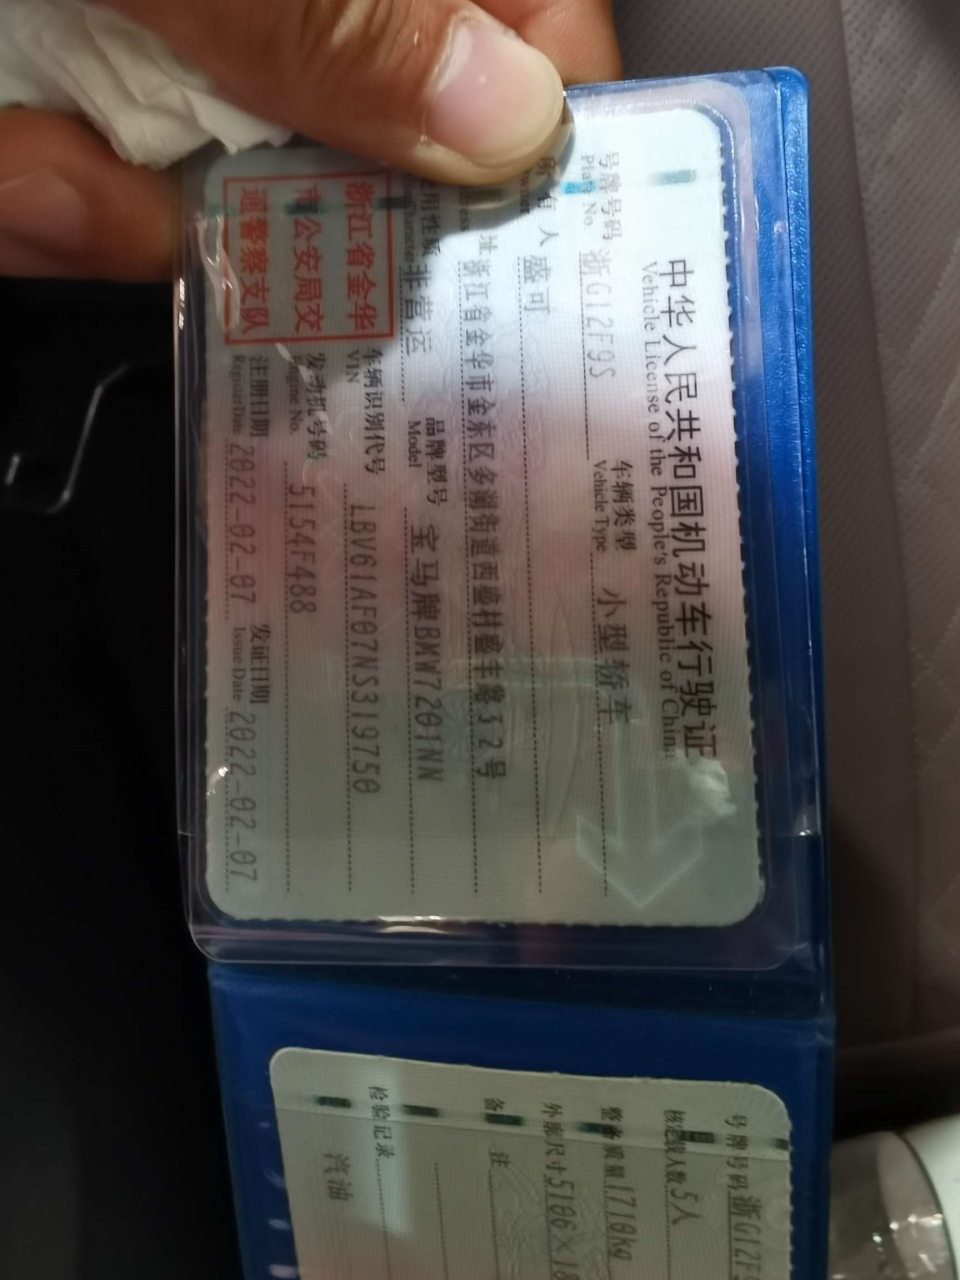 中华人民共和国机动车行驶证
Vehicle License of the People's Republic of China
号牌号码 浙G12F9S 车辆类型 小型轿车
Plate No. Vehicle Type
所有人 盛可
址 浙江省金华市金东区多湖街道西盛村盛丰路32号
使用性质 非营运 品牌型号 宝马牌BMW7201NN
Model
浙江省金华
市公安局交
通警察支队
车辆识别代号 LBV61AF07NS319750
VIN
发动机号码 5154F488
Engine No.
注册日期 2022-02-07 发证日期 2022-02-07
Register Date Issue Date
号牌号码 浙G12F
核定载人数 5人
整备质量 1710kg
外廓尺寸 5106×18
备 注
检验记录
汽油